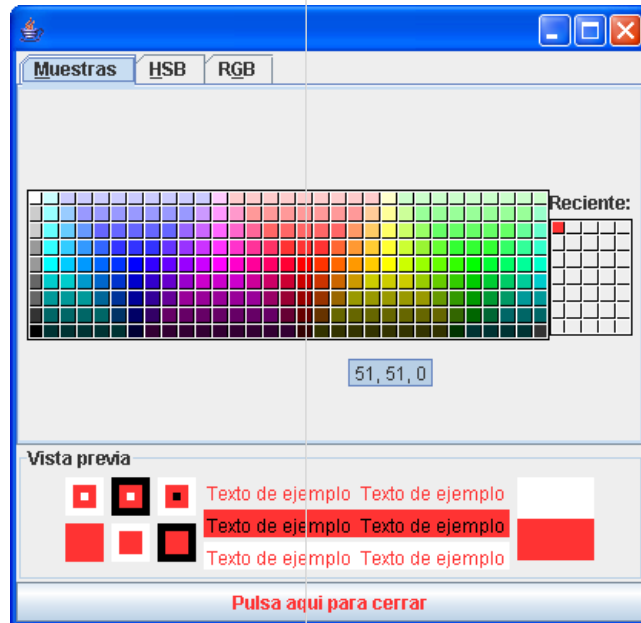 Muestras HSB RGB
Reciente:
51, 51, 0
Vista previa
Texto de ejemplo Texto de ejemplo
Texto de ejemplo Texto de ejemplo
Texto de ejemplo Texto de ejemplo
Pulsa aqui para cerrar